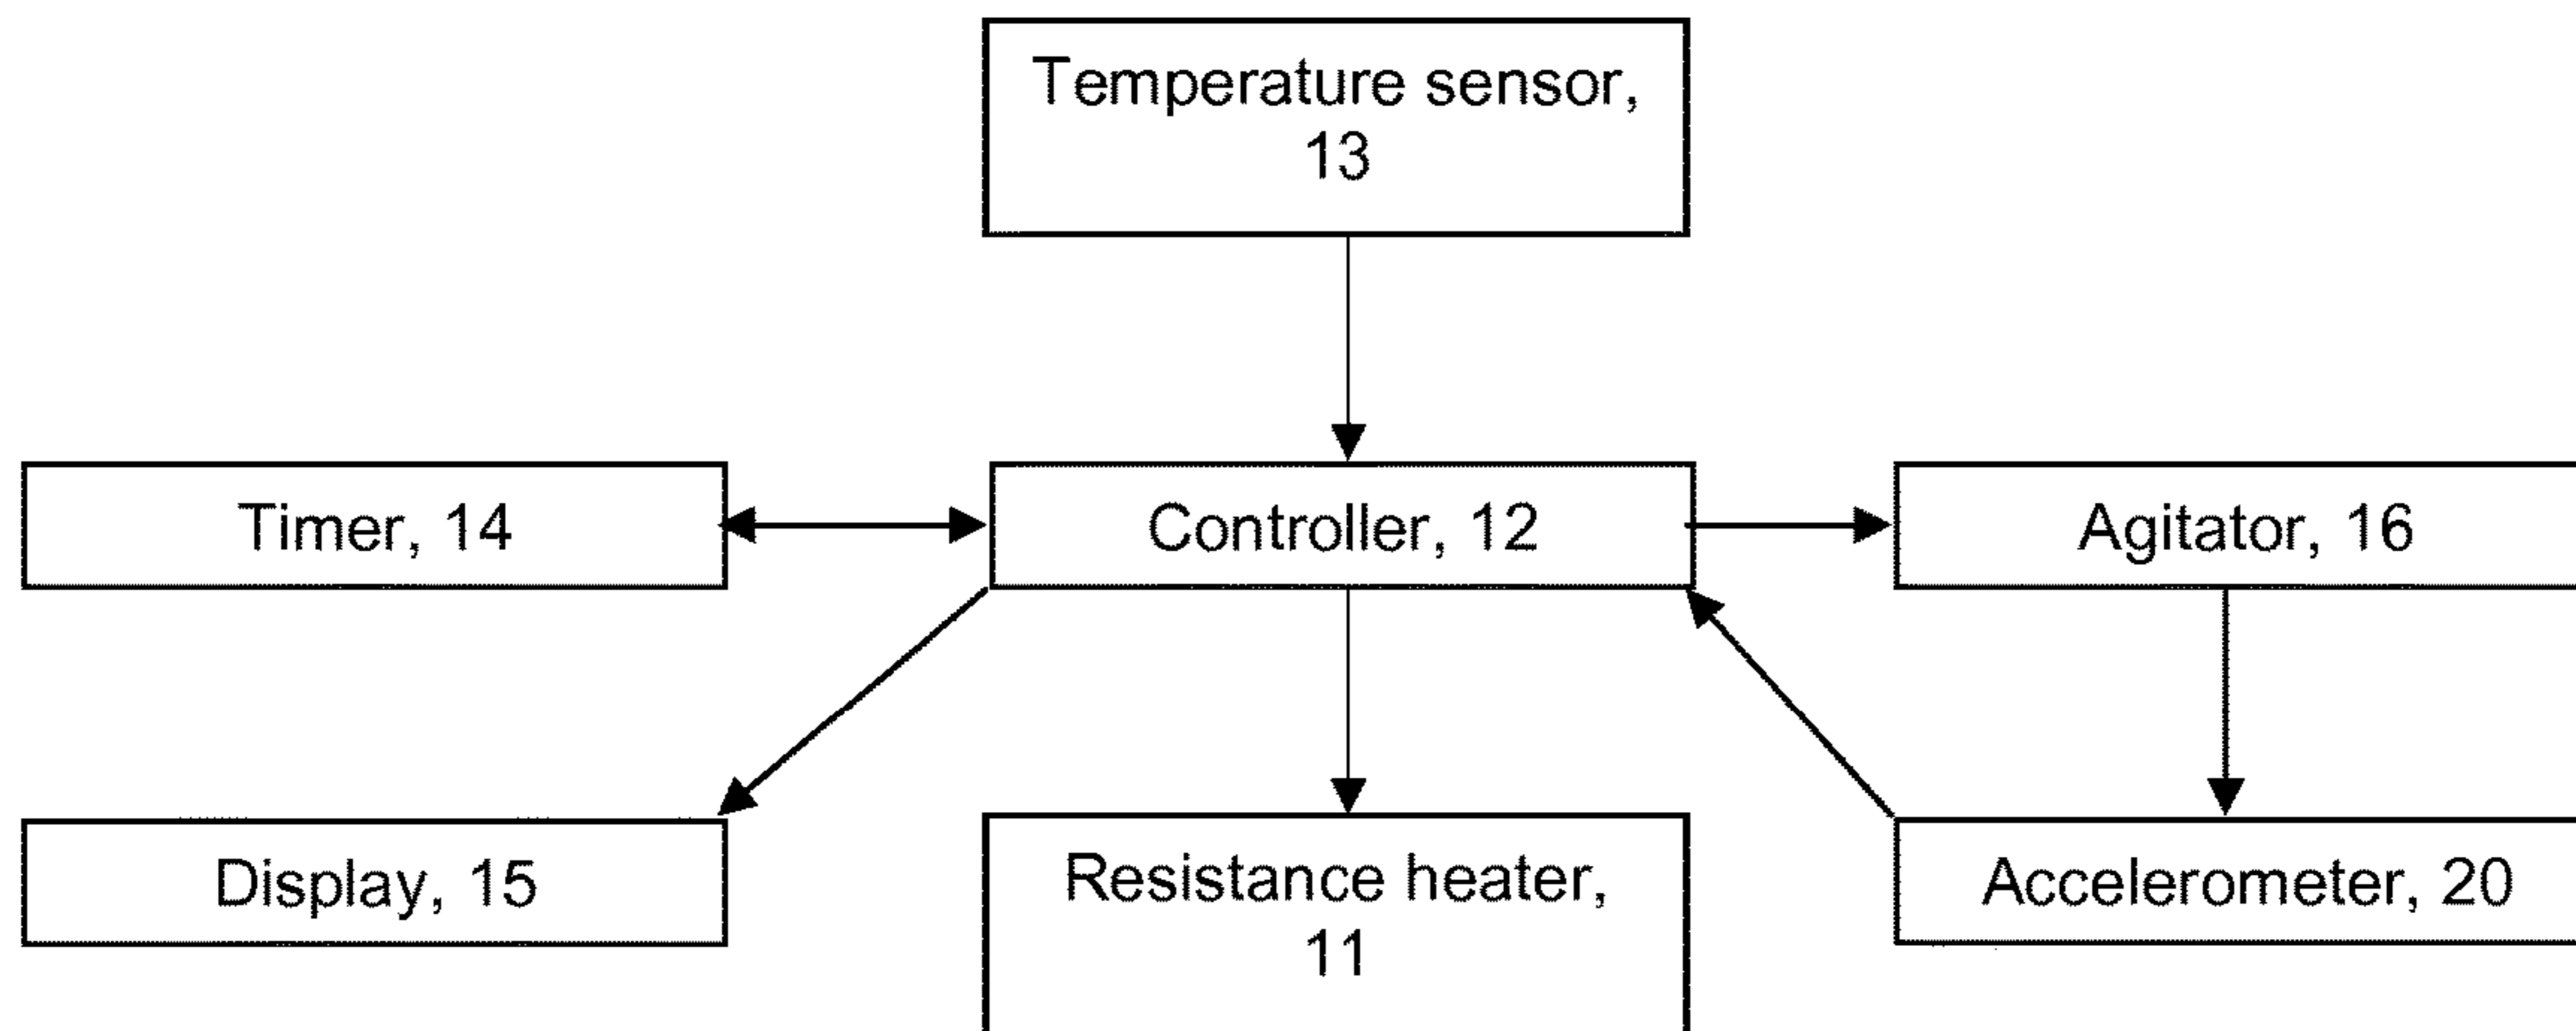 Temperature sensor,
13
Timer, 14
Controller, 12
Agitator, 16
Display, 15
Resistance heater,
11
Accelerometer, 20